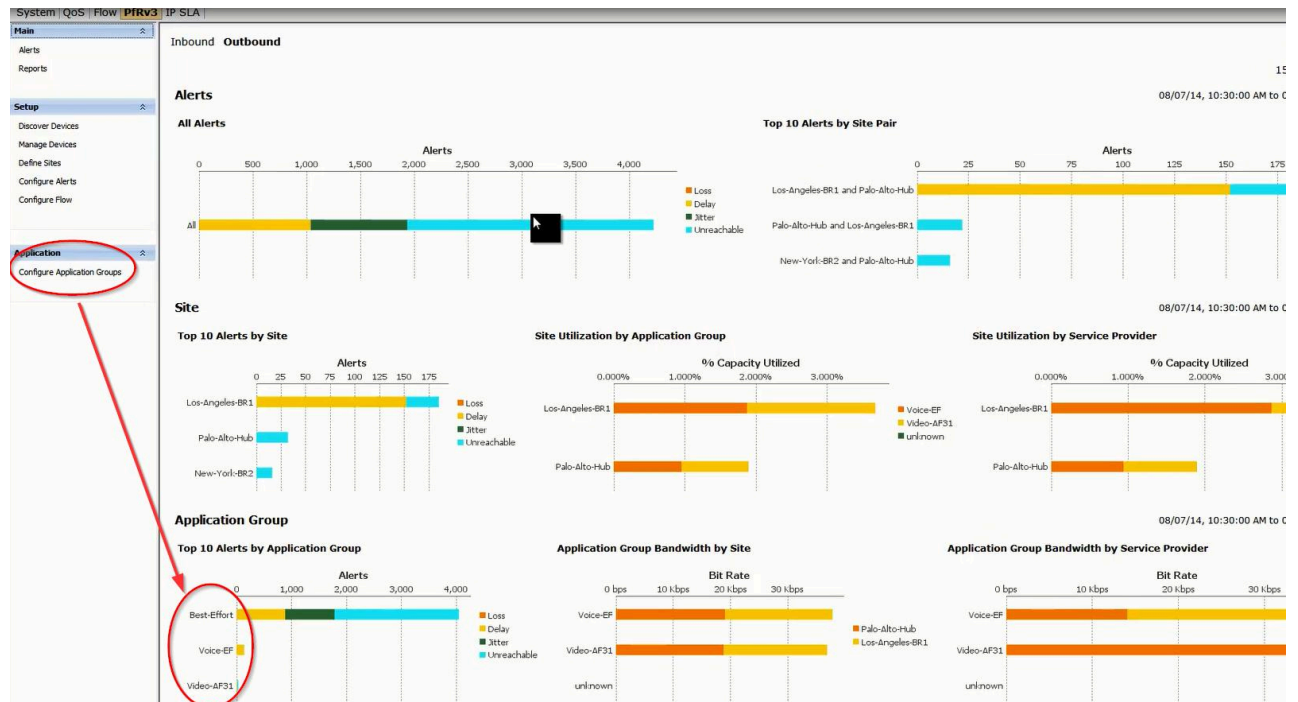 System QoS Flow PfRv3 IP SLA
Main
Alerts
Reports
Setup
Discover Devices
Manage Devices
Define Sites
Configure Alerts
Configure Flow
Application
Configure Application Groups
Inbound Outbound
15
Alerts
08/07/14, 10:30:00 AM to 0
All Alerts
Alerts
0 500 1,000 1,500 2,000 2,500 3,000 3,500 4,000
All
Loss
Delay
Jitter
Unreachable
Top 10 Alerts by Site Pair
Alerts
0 25 50 75 100 125 150 175
Los-Angeles-BR1 and Palo-Alto-Hub
Palo-Alto-Hub and Los-Angeles-BR1
New-York-BR2 and Palo-Alto-Hub
Site
08/07/14, 10:30:00 AM to 0
Top 10 Alerts by Site
Alerts
0 25 50 75 100 125 150 175
Los-Angeles-BR1
Palo-Alto-Hub
New-York-BR2
Loss
Delay
Jitter
Unreachable
Site Utilization by Application Group
% Capacity Utilized
0.000% 1.000% 2.000% 3.000%
Los-Angeles-BR1
Palo-Alto-Hub
Voice-EF
Video-AF31
unknown
Site Utilization by Service Provider
% Capacity Utilized
0.000% 1.000% 2.000% 3.000
Los-Angeles-BR1
Palo-Alto-Hub
Application Group
08/07/14, 10:30:00 AM to 0
Top 10 Alerts by Application Group
Alerts
0 1,000 2,000 3,000 4,000
Best-Effort
Voice-EF
Video-AF31
Loss
Delay
Jitter
Unreachable
Application Group Bandwidth by Site
Bit Rate
0 bps 10 kbps 20 kbps 30 kbps
Voice-EF
Video-AF31
unknown
Palo-Alto-Hub
Los-Angeles-BR1
Application Group Bandwidth by Service Provider
Bit Rate
0 bps 10 kbps 20 kbps 30 kbps
Voice-EF
Video-AF31
unknown